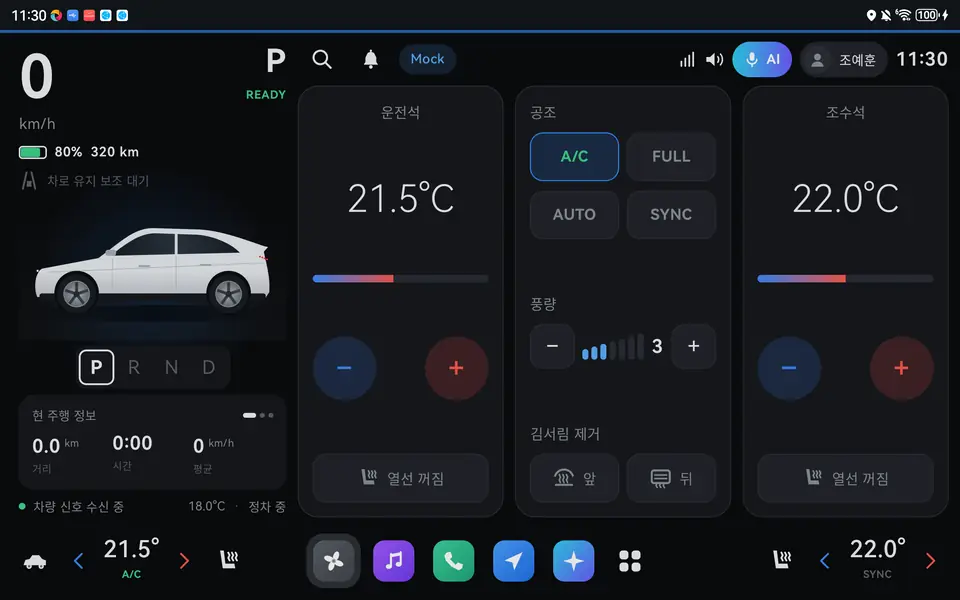 11:30
100
0
P
READY
km/h
80% 320 km
차로 유지 보조 대기
P R N D
현 주행 정보
0.0 km
0:00
0 km/h
거리
시간
평균
차량 신호 수신 중
18.0°C · 정차 중
Mock
AI
조예훈
11:30
운전석
21.5°C
−
+
열선 꺼짐
공조
A/C
FULL
AUTO
SYNC
풍량
− 3 +
김서림 제거
앞
뒤
조수석
22.0°C
−
+
열선 꺼짐
21.5°
A/C
22.0°
SYNC